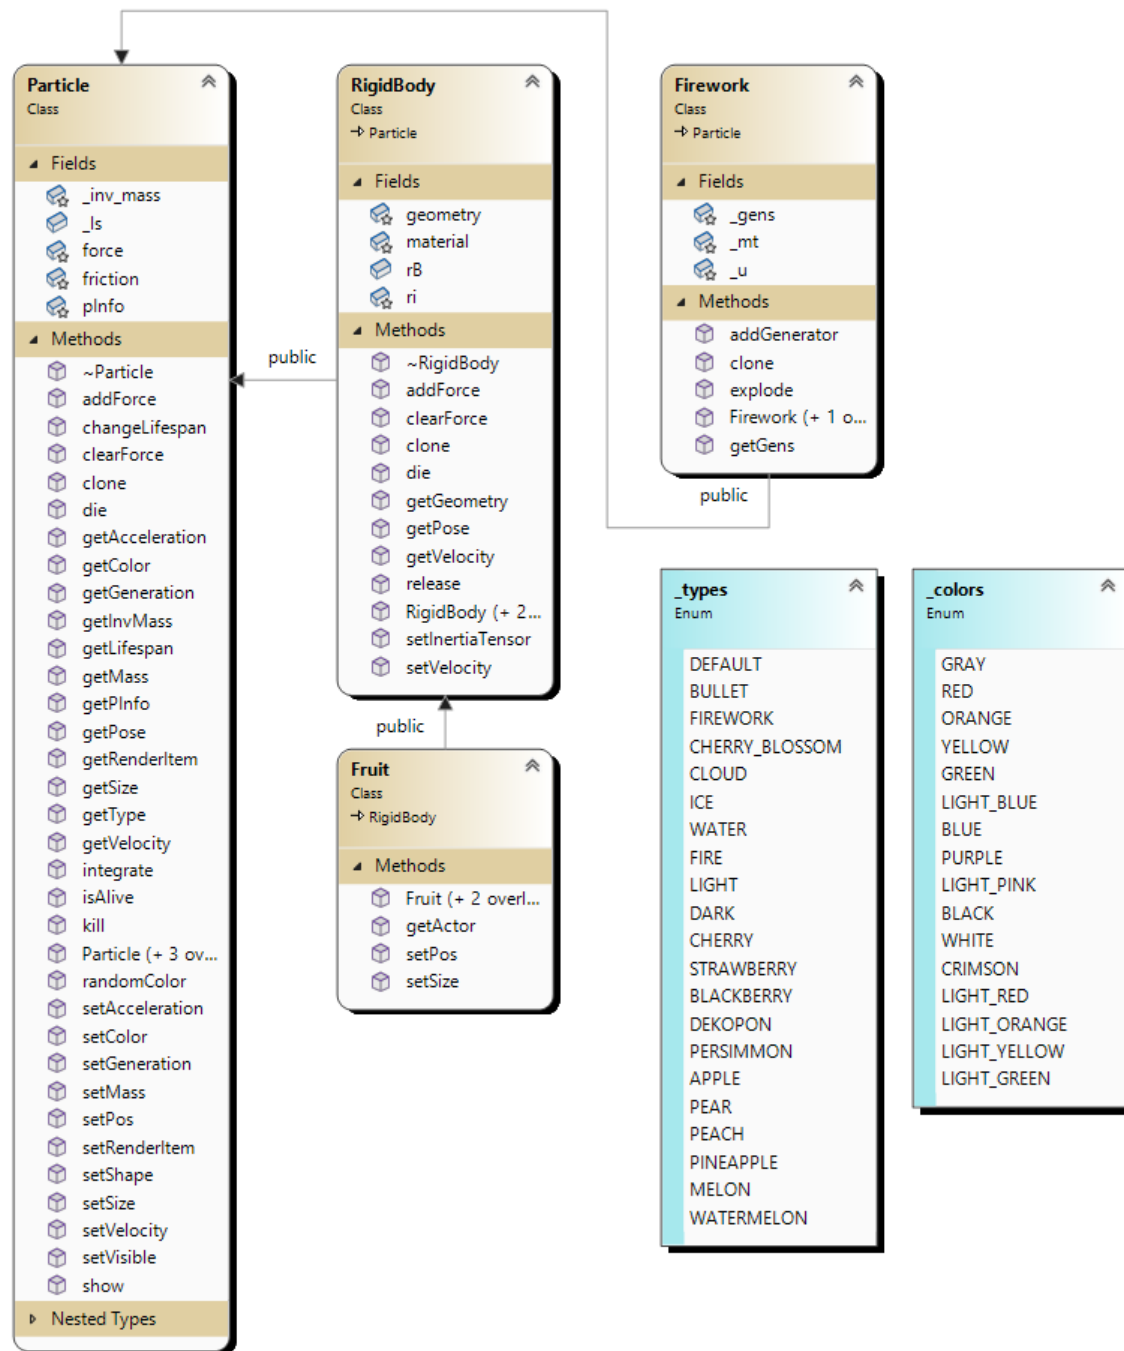 Particle
Class
Fields
_inv_mass
_ls
force
friction
pInfo
Methods
~Particle
addForce
changeLifespan
clearForce
clone
die
getAcceleration
getColor
getGeneration
getInvMass
getLifespan
getMass
getPInfo
getPose
getRenderItem
getSize
getType
getVelocity
integrate
isAlive
kill
Particle (+ 3 ov...
randomColor
setAcceleration
setColor
setGeneration
setMass
setPos
setRenderItem
setShape
setSize
setVelocity
setVisible
show
Nested Types
public
RigidBody
Class
Particle
Fields
geometry
material
rB
ri
Methods
~RigidBody
addForce
clearForce
clone
die
getGeometry
getPose
getVelocity
release
RigidBody (+ 2...
setInertiaTensor
setVelocity
public
Fruit
Class
RigidBody
Methods
Fruit (+ 2 overl...
getActor
setPos
setSize
Firework
Class
Particle
Fields
_gens
_mt
_u
Methods
addGenerator
clone
explode
Firework (+ 1 o...
getGens
public
_types
Enum
DEFAULT
BULLET
FIREWORK
CHERRY_BLOSSOM
CLOUD
ICE
WATER
FIRE
LIGHT
DARK
CHERRY
STRAWBERRY
BLACKBERRY
DEKOPON
PERSIMMON
APPLE
PEAR
PEACH
PINEAPPLE
MELON
WATERMELON
_colors
Enum
GRAY
RED
ORANGE
YELLOW
GREEN
LIGHT_BLUE
BLUE
PURPLE
LIGHT_PINK
BLACK
WHITE
CRIMSON
LIGHT_RED
LIGHT_ORANGE
LIGHT_YELLOW
LIGHT_GREEN